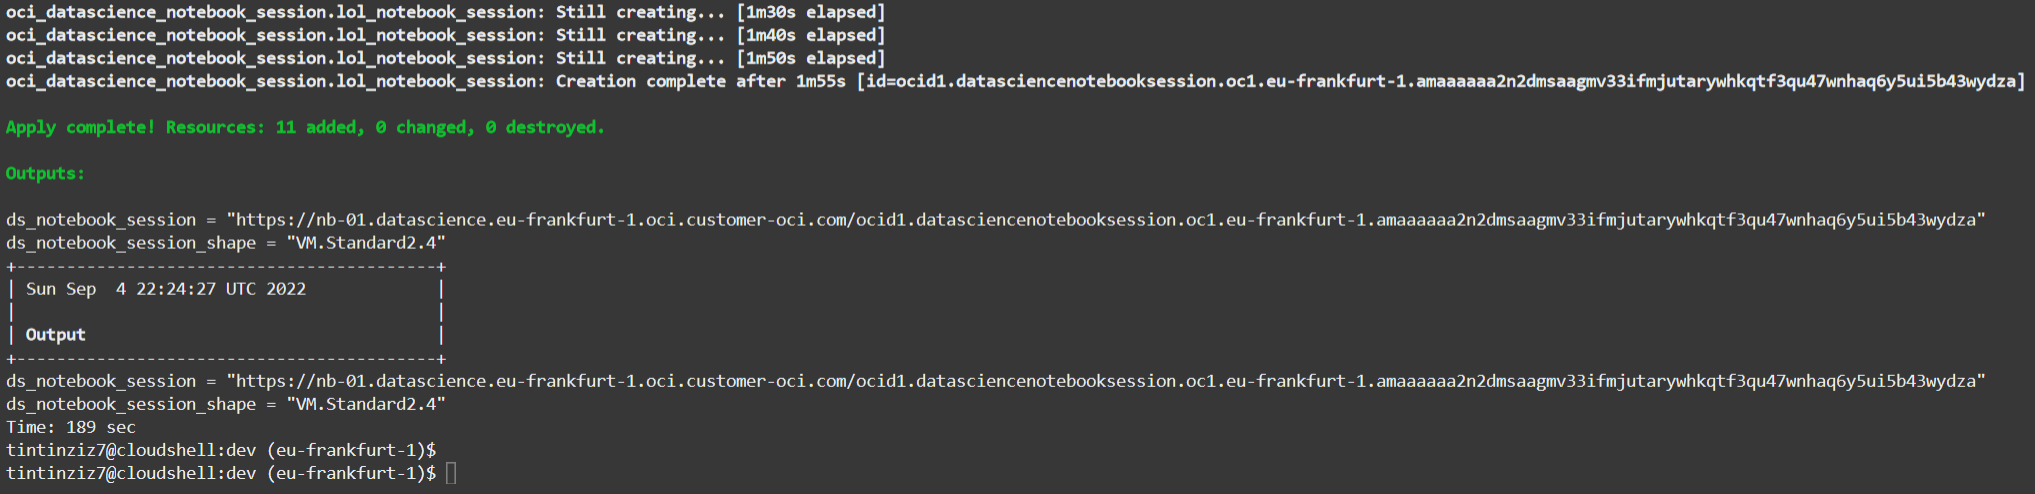 oci_datascience_notebook_session.lol_notebook_session: Still creating... [1m30s elapsed]
oci_datascience_notebook_session.lol_notebook_session: Still creating... [1m40s elapsed]
oci_datascience_notebook_session.lol_notebook_session: Still creating... [1m50s elapsed]
oci_datascience_notebook_session.lol_notebook_session: Creation complete after 1m55s [id=ocid1.datasciencenotebooksession.oc1.eu-frankfurt-1.amaaaaaa2n2dmsaagmv33ifmjutarywhkqtf3qu47wnhaq6y5ui5b43wydza]
Apply complete! Resources: 11 added, 0 changed, 0 destroyed.
Outputs:
ds_notebook_session = "https://nb-01.datascience.eu-frankfurt-1.oci.customer-oci.com/ocid1.datasciencenotebooksession.oc1.eu-frankfurt-1.amaaaaaa2n2dmsaagmv33ifmjutarywhkqtf3qu47wnhaq6y5ui5b43wydza"
ds_notebook_session_shape = "VM.Standard2.4"
+------------------------------------------+
| Sun Sep  4 22:24:27 UTC 2022             |
|                                          |
| Output                                   |
+------------------------------------------+
ds_notebook_session = "https://nb-01.datascience.eu-frankfurt-1.oci.customer-oci.com/ocid1.datasciencenotebooksession.oc1.eu-frankfurt-1.amaaaaaa2n2dmsaagmv33ifmjutarywhkqtf3qu47wnhaq6y5ui5b43wydza"
ds_notebook_session_shape = "VM.Standard2.4"
Time: 189 sec
tintinziz7@cloudshell:dev (eu-frankfurt-1)$
tintinziz7@cloudshell:dev (eu-frankfurt-1)$